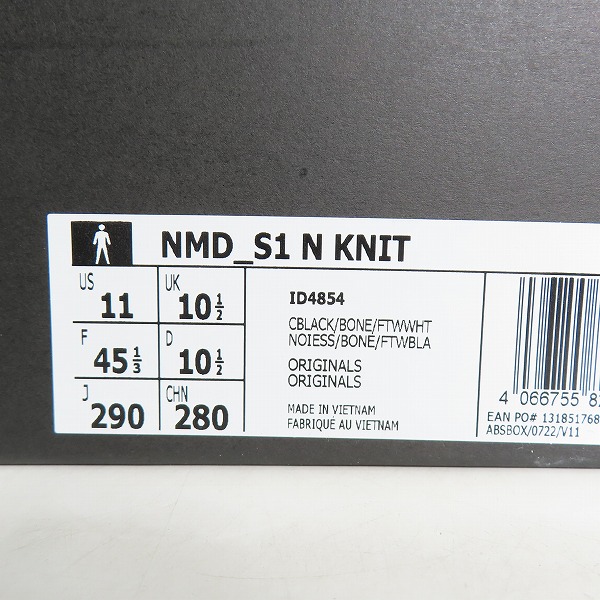 NMD_S1 N KNIT
US 11 UK 10 1/2
F 45 1/3 D 10 1/2
J 290 CHN 280
ID4854
CBLACK/BONE/FTWWHT
NOIESS/BONE/FTWBLA
ORIGINALS
ORIGINALS
MADE IN VIETNAM
FABRIQUÉ AU VIETNAM
4 066755
EAN PO# 131851768
ABSBOX/0722/V11